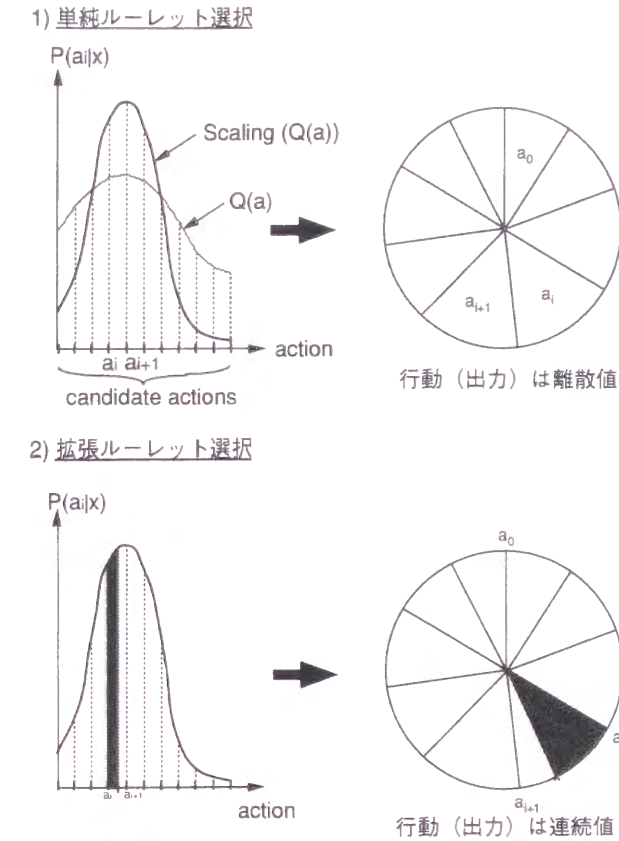 1) 単純ルーレット選択
P(ai|x)
Scaling (Q(a))
Q(a)
a0
ai+1
ai
ai ai+1
action
candidate actions
行動（出力）は離散値
2) 拡張ルーレット選択
P(ai|x)
a0
a
ai ai+1
action
ai+1
行動（出力）は連続値